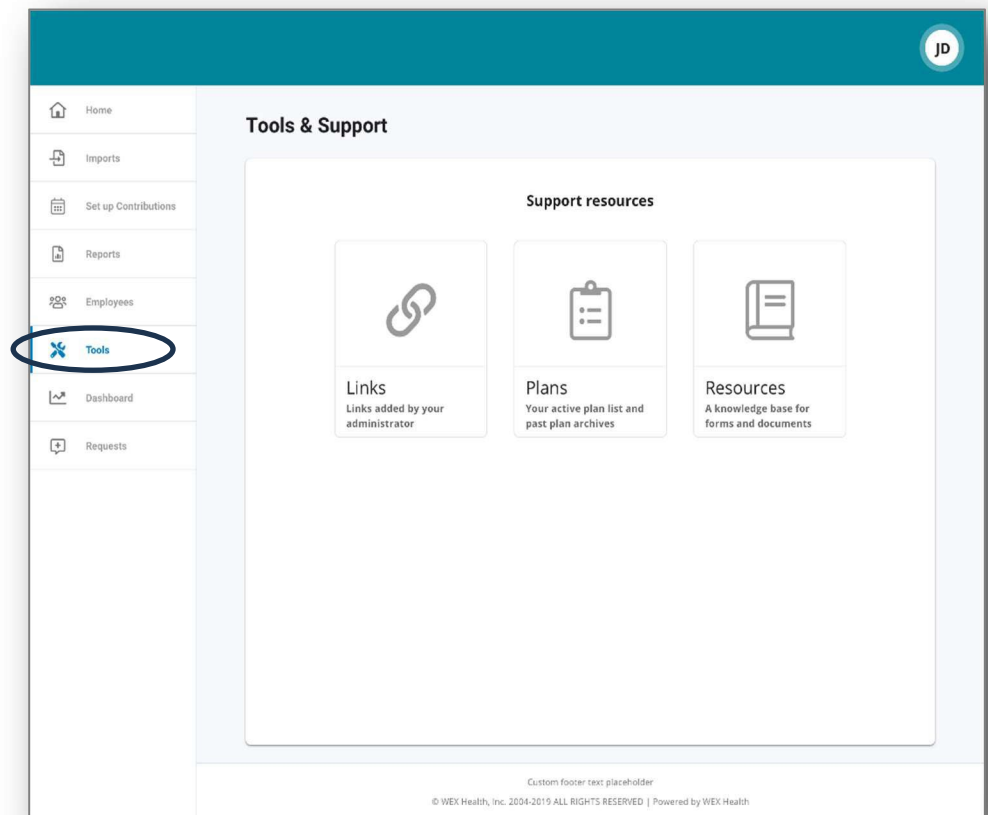 JD
Home
Imports
Set up Contributions
Reports
Employees
Tools
Dashboard
Requests
Tools & Support
Support resources
Links
Links added by your
administrator
Plans
Your active plan list and
past plan archives
Resources
A knowledge base for
forms and documents
Custom footer text placeholder
© WEX Health, Inc. 2004-2019 ALL RIGHTS RESERVED | Powered by WEX Health